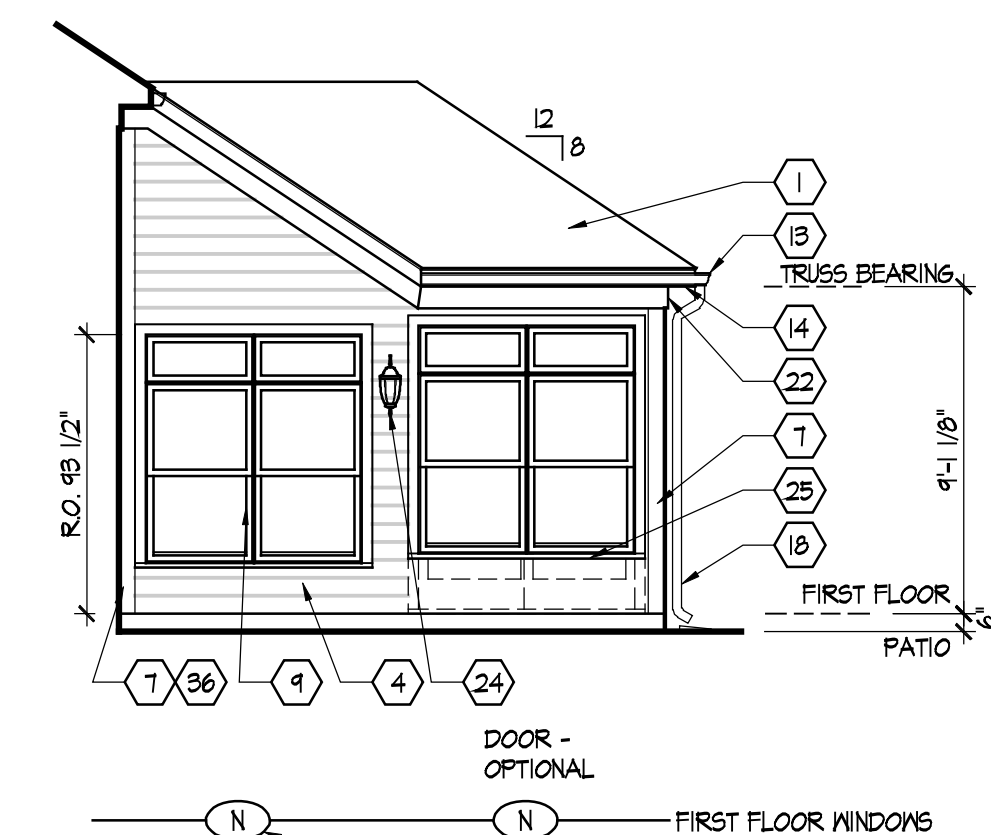 12
8
1
13
TRUSS BEARING
14
22
R.O. 93 1/2"
7
9'-1 1/8"
25
18
FIRST FLOOR
6"
PATIO
7
36
9
4
24
DOOR -
OPTIONAL
N
N
FIRST FLOOR WINDOWS